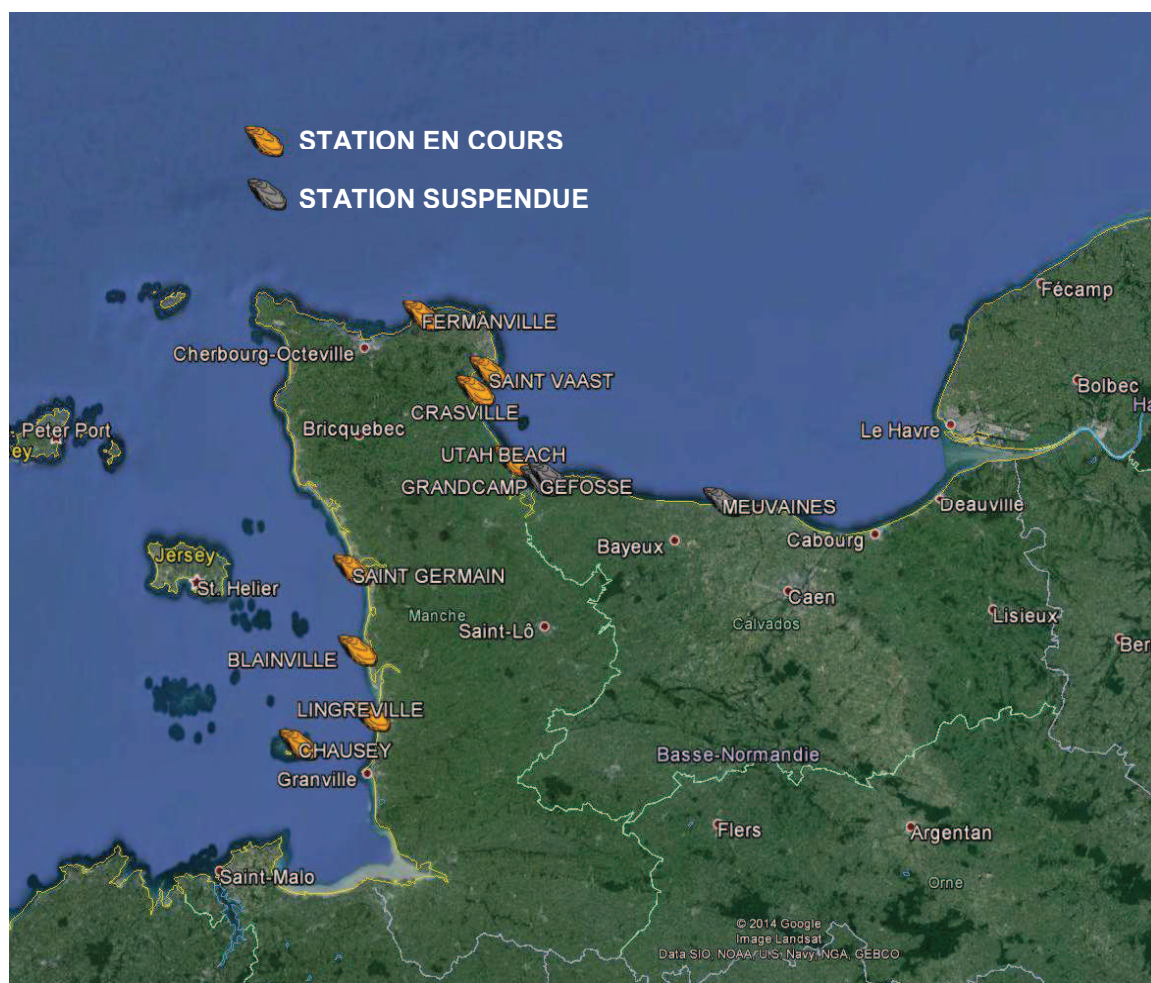 STATION EN COURS
STATION SUSPENDUE
Fécamp
FERMANVILLE
Cherbourg-Octeville
SAINT VAAST
Bolbec
CRASVILLE
Ha
Peter Port
Bricquebec
Le Havre
ey
UTAH BEACH
GRANDCAMP GEFOSSE
MEUVAINES
Deauville
Bayeux
Cabourg
Jersey
SAINT GERMAIN
St. Helier
Caen
Manche
Lisieux
Saint-Lô
Calvados
Ber
BLAINVILLE
LINGREVILLE
CHAUSEY
Basse-Normandie
Granville
Flers
Argentan
Saint-Malo
Orne
© 2014 Google
Image Landsat
Data SIO, NOAA, U.S. Navy, NGA, GEBCO